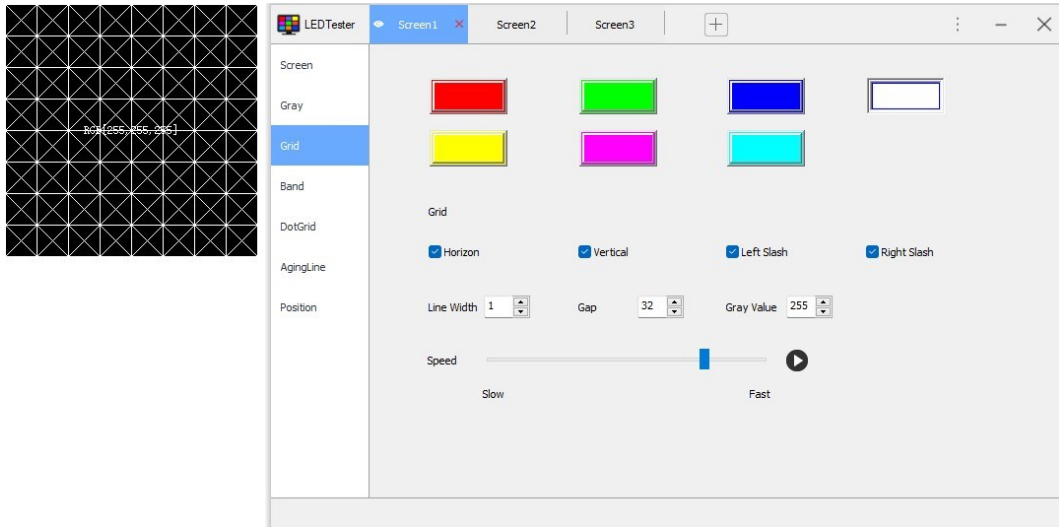 RGB[255,255,255]
LEDTester
Screen1
Screen2
Screen3
Screen
Gray
Grid
Band
DotGrid
AgingLine
Position
Grid
Horizon
Vertical
Left Slash
Right Slash
Line Width 1
Gap 32
Gray Value 255
Speed
Slow
Fast